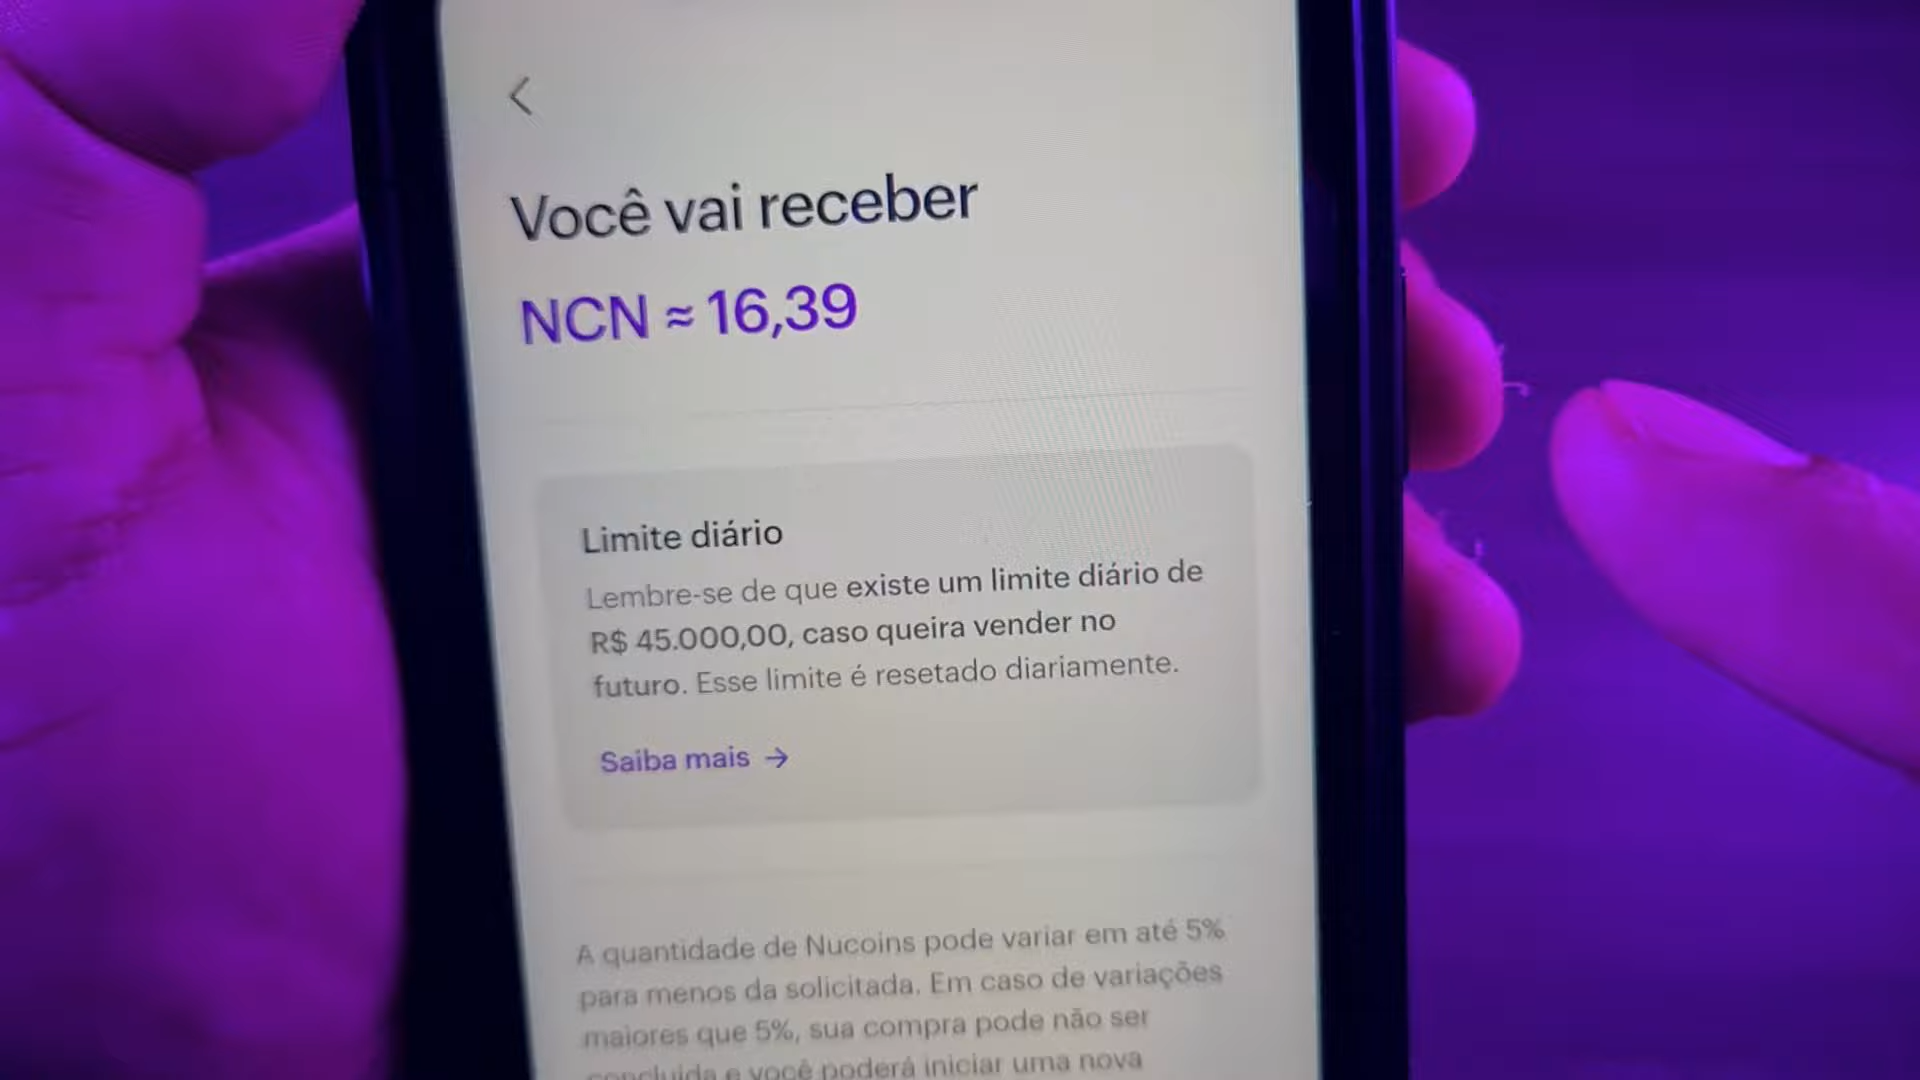 Você vai receber
NCN ≈ 16,39
Limite diário
Lembre-se de que existe um limite diário de
R$ 45.000,00, caso queira vender no
futuro. Esse limite é resetado diariamente.
Saiba mais →
A quantidade de Nucoins pode variar em até 5%
para menos da solicitada. Em caso de variações
maiores que 5%, sua compra pode não ser
concluída e você poderá iniciar uma nova